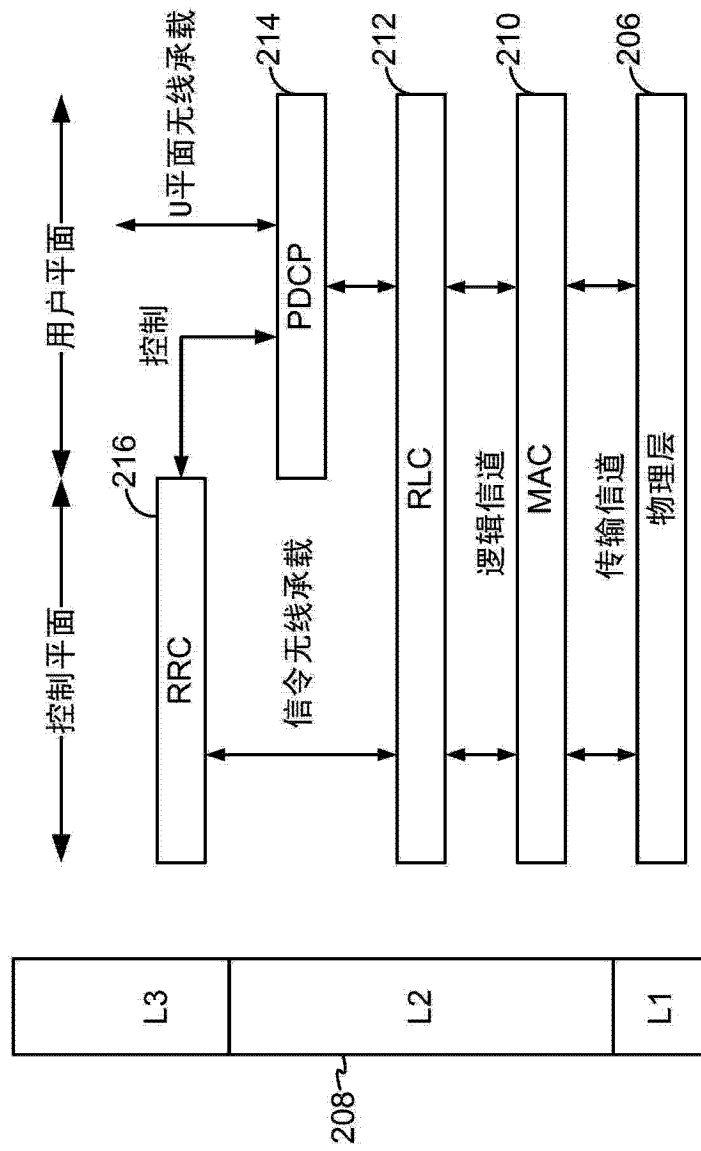 控制平面
用户平面
216
RRC
控制
U平面无线承载
L3
信令无线承载
PDCP
214
208
L2
RLC
212
逻辑信道
MAC
210
传输信道
L1
物理层
206